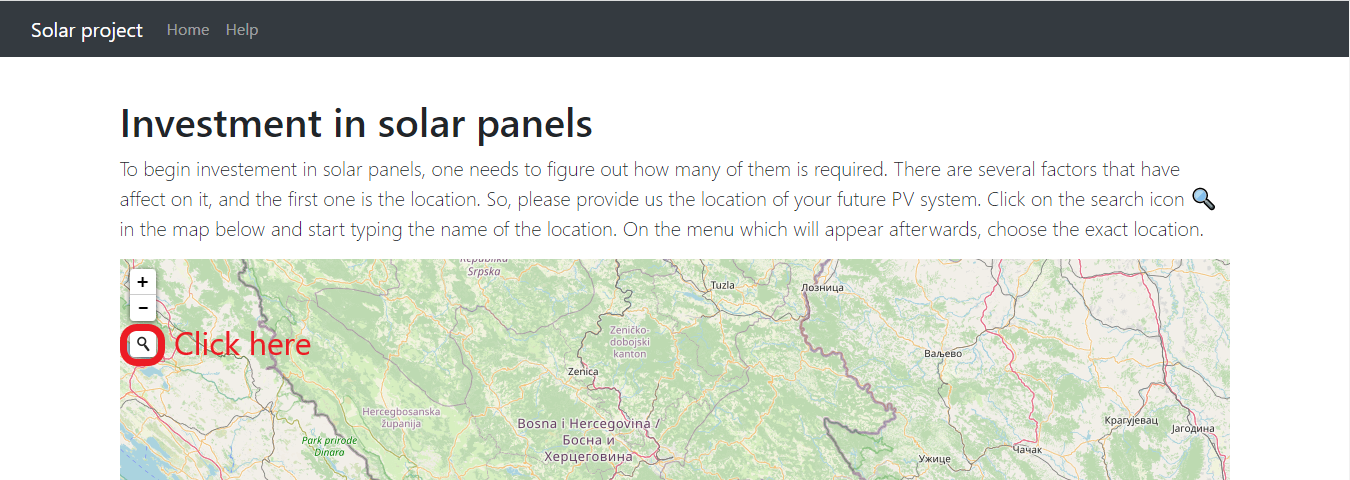 Solar project Home Help
Investment in solar panels
To begin investement in solar panels, one needs to figure out how many of them is required. There are several factors that have
affect on it, and the first one is the location. So, please provide us the location of your future PV system. Click on the search icon
in the map below and start typing the name of the location. On the menu which will appear afterwards, choose the exact location.
Republika
Srpska
+
Tuzla
Лозница
−
Click here
Zeničko-
dobojski
kanton
Ваљево
Zenica
Hercegbosanska
županija
Bosna i Hercegovina /
Босна и
Херцеговина
Крагујевац
Јагодина
Park prirode
Dinara
Чачак
Ужице